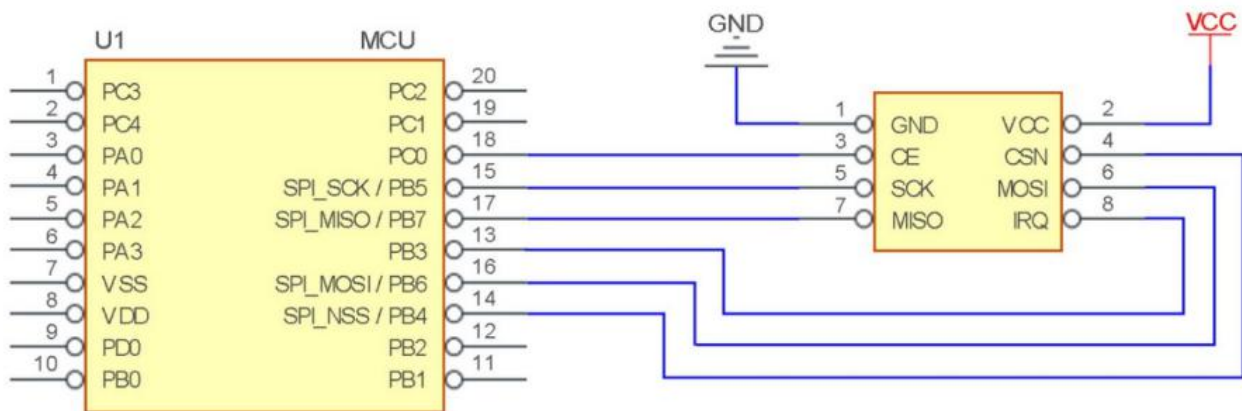 GND
VCC
U1 MCU
1 PC3 PC2 20
2 PC4 PC1 19
3 PA0 PC0 18
4 PA1 SPI_SCK / PB5 15
5 PA2 SPI_MISO / PB7 17
6 PA3 PB3 13
7 VSS SPI_MOSI / PB6 16
8 VDD SPI_NSS / PB4 14
9 PD0 PB2 12
10 PB0 PB1 11
1 GND VCC 2
3 CE CSN 4
5 SCK MOSI 6
7 MISO IRQ 8